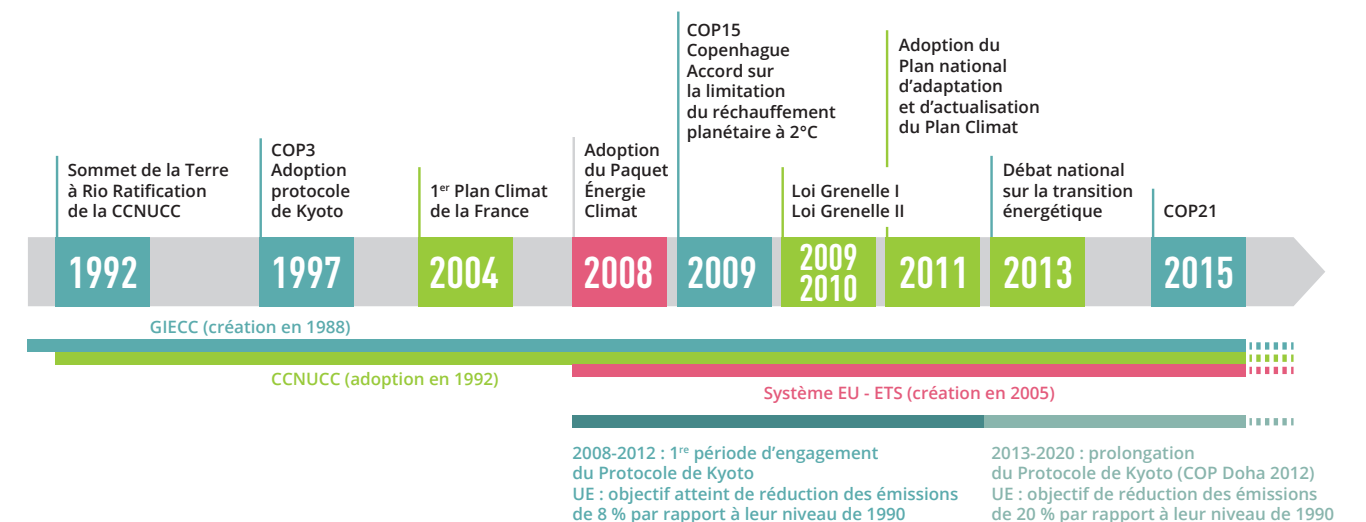 Sommet de la Terre
à Rio Ratification
de la CCNUCC
COP3
Adoption
protocole
de Kyoto
1er Plan Climat
de la France
Adoption
du Paquet
Énergie
Climat
COP15
Copenhague
Accord sur
la limitation
du réchauffement
planétaire à 2°C
Loi Grenelle I
Loi Grenelle II
Adoption du
Plan national
d’adaptation
et d’actualisation
du Plan Climat
Débat national
sur la transition
énergétique
COP21
1992
1997
2004
2008
2009
2009
2010
2011
2013
2015
GIECC (création en 1988)
CCNUCC (adoption en 1992)
Système EU - ETS (création en 2005)
2008-2012 : 1re période d’engagement
du Protocole de Kyoto
UE : objectif atteint de réduction des émissions
de 8 % par rapport à leur niveau de 1990
2013-2020 : prolongation
du Protocole de Kyoto (COP Doha 2012)
UE : objectif de réduction des émissions
de 20 % par rapport à leur niveau de 1990